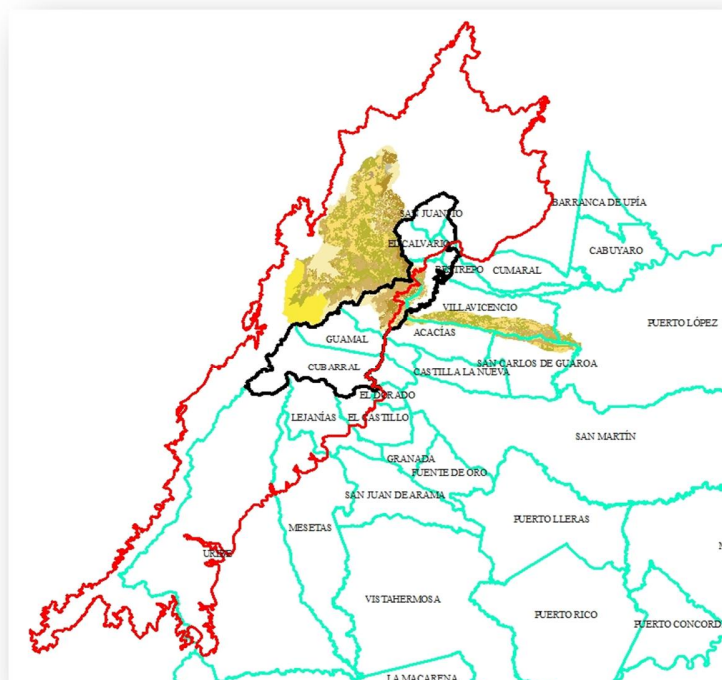 BARRANCA DE UPÍA
SAN JUANITO
EL CALVARIO
CABUYARO
RESTREPO
CUMARAL
VILLAVICENCIO
PUERTO LÓPEZ
ACACÍAS
GUAMAL
SAN CARLOS DE GUAROA
CUBARRAL
CASTILLA LA NUEVA
EL DORADO
LEJANÍAS
EL CASTILLO
SAN MARTÍN
GRANADA
FUENTE DE ORO
SAN JUAN DE ARAMA
PUERTO LLERAS
MESETAS
URIBE
VISTAHERMOSA
PUERTO RICO
PUERTO CONCORD
LA MACARENA